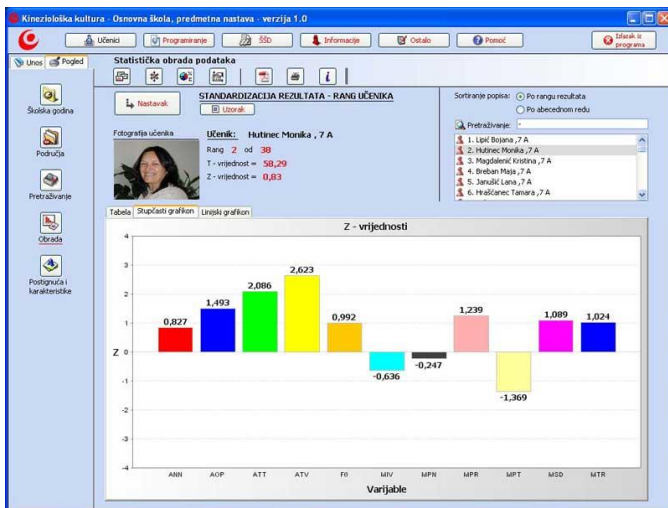 Kineziološka kultura - Osnovna škola, predmetna nastava - verzija 1.0
Učenici
Programiranje
ŠŠD
Informacije
Ostalo
Pomoć
Izlazak iz
programa
Unos
Pogled
Statistička obrada podataka
Školska godina
Područja
Pretraživanje
Obrada
Postignuća i
karakteristike
Nastavak
STANDARDIZACIJA REZULTATA - RANG UČENIKA
Uzorak
Fotografija učenika
Učenik: Hutinec Monika , 7 A
Rang 2 od 38
T - vrijednost = 58,29
Z - vrijednost = 0,83
Sortiranje popisa:
Po rangu rezultata
Po abecednom redu
Pretraživanje: -
1. Lipić Bojana ,7 A
2. Hutinec Monika ,7 A
3. Magdalenić Kristina ,7 A
4. Breban Maja ,7 A
5. Janušić Lana ,7 A
6. Hrašćanec Tamara ,7 A
Tabela
Stupčasti grafikon
Linijski grafikon
Z - vrijednosti
4
3
2
1
Z 0
-1
-2
-3
-4
0,827
1,493
2,086
2,623
0,992
-0,636
-0,247
1,239
-1,369
1,089
1,024
ANN AOP ATT ATV F6 MIV MPN MPR MPT MSD MTR
Varijable